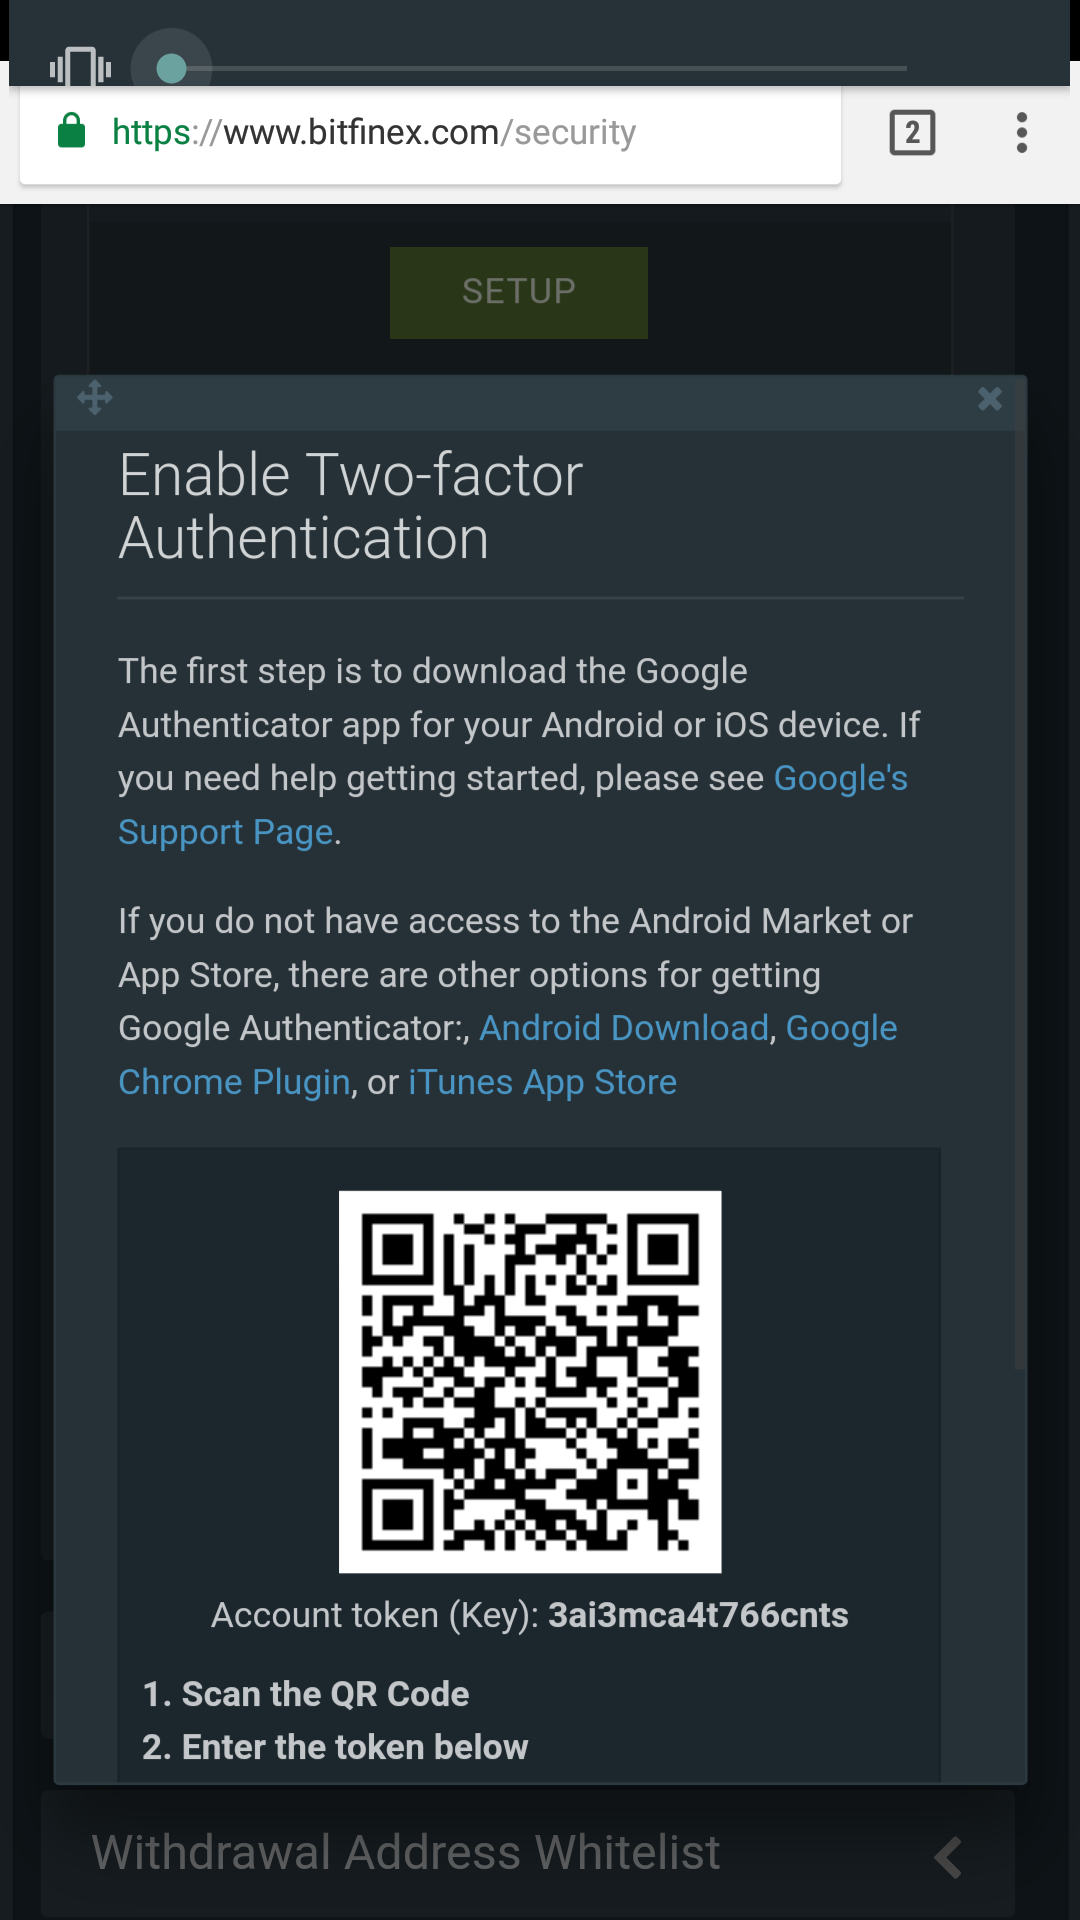 https://www.bitfinex.com/security
2
SETUP
Enable Two-factor
Authentication
The first step is to download the Google
Authenticator app for your Android or iOS device. If
you need help getting started, please see Google's
Support Page.
If you do not have access to the Android Market or
App Store, there are other options for getting
Google Authenticator:, Android Download, Google
Chrome Plugin, or iTunes App Store
Account token (Key): 3ai3mca4t766cnts
1. Scan the QR Code
2. Enter the token below
Withdrawal Address Whitelist